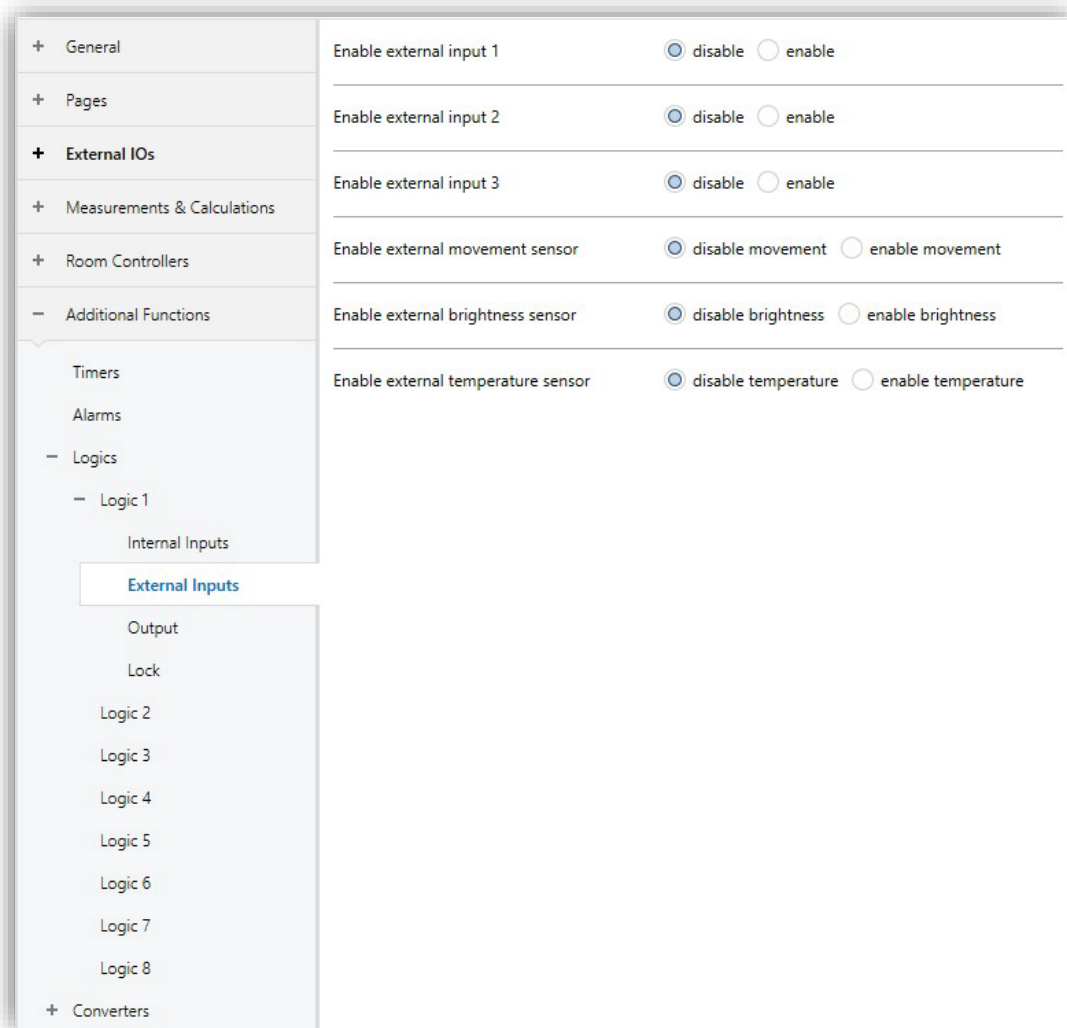 + General
+ Pages
+ External IOs
+ Measurements & Calculations
+ Room Controllers
− Additional Functions
Timers
Alarms
− Logics
− Logic 1
Internal Inputs
External Inputs
Output
Lock
Logic 2
Logic 3
Logic 4
Logic 5
Logic 6
Logic 7
Logic 8
+ Converters
Enable external input 1 disable enable
Enable external input 2 disable enable
Enable external input 3 disable enable
Enable external movement sensor disable movement enable movement
Enable external brightness sensor disable brightness enable brightness
Enable external temperature sensor disable temperature enable temperature